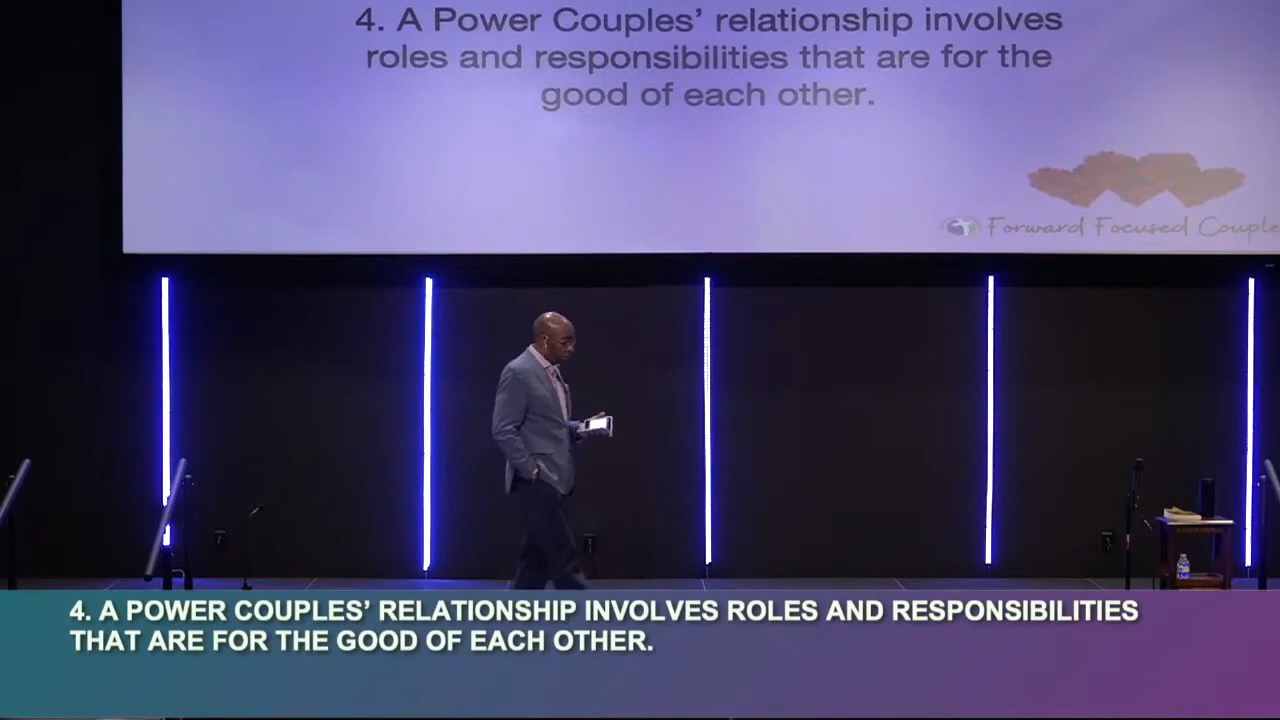 4. A Power Couples' relationship involves
roles and responsibilities that are for the
good of each other.
Forward Focused Couple
4. A POWER COUPLES' RELATIONSHIP INVOLVES ROLES AND RESPONSIBILITIES
THAT ARE FOR THE GOOD OF EACH OTHER.